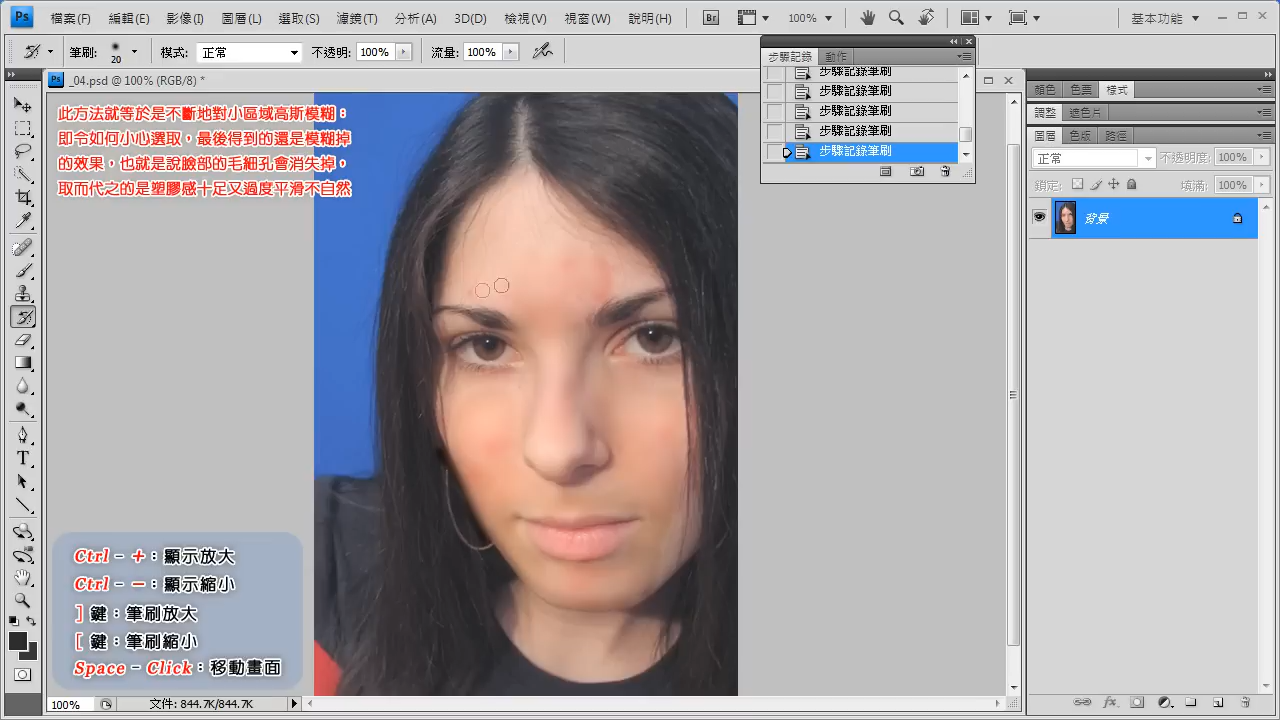 Ps 檔案(F) 編輯(E) 影像(I) 圖層(L) 選取(S) 濾鏡(T) 分析(A) 3D(D) 檢視(V) 視窗(W) 說明(H) Br 100% 基本功能
筆刷: 20 模式: 正常 不透明: 100% 流量: 100%
步驟記錄 動作
步驟記錄筆刷
步驟記錄筆刷
步驟記錄筆刷
步驟記錄筆刷
步驟記錄筆刷
Ps _04.psd @ 100% (RGB/8) *
此方法就等於是不斷地對小區域高斯模糊：
即令如何小心選取，最後得到的還是模糊掉
的效果，也就是說臉部的毛細孔會消失掉，
取而代之的是塑膠感十足又過度平滑不自然
顏色 色票 樣式
調整 遮色片
圖層 色版 路徑
正常 不透明度: 100%
鎖定: 填滿: 100%
背景
Ctrl - +：顯示放大
Ctrl - −：顯示縮小
] 鍵：筆刷放大
[ 鍵：筆刷縮小
Space - Click：移動畫面
100% 文件: 844.7K/844.7K
fx